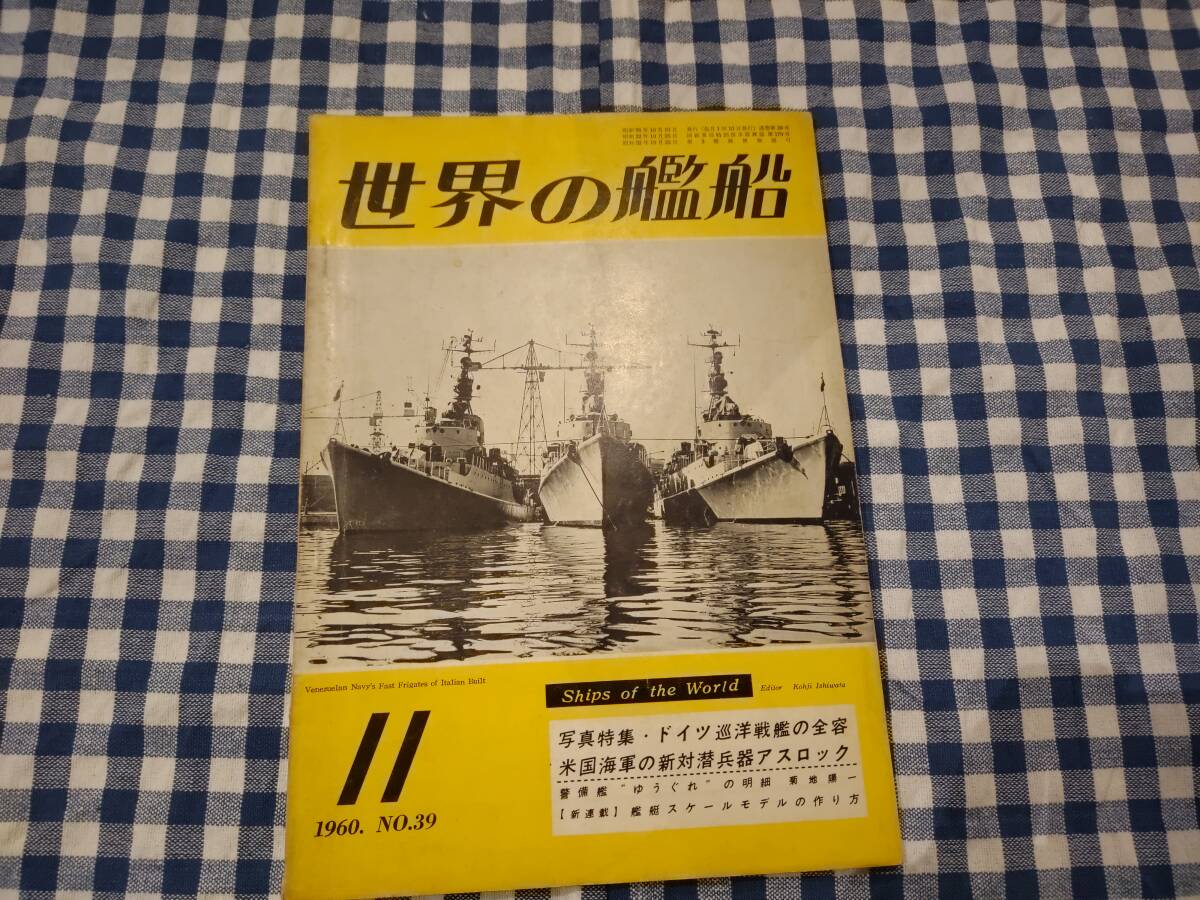 世界の艦船
Venezuelan Navy's Fast Frigates of Italian Built
Ships of the World
Editor Kohji Ishiwata
11
1960. NO.39
写真特集・ドイツ巡洋戦艦の全容
米国海軍の新対潜兵器アスロック
警備艦“ゆうぐれ”の明細 菊地陽一
【新連載】艦艇スケールモデルの作り方